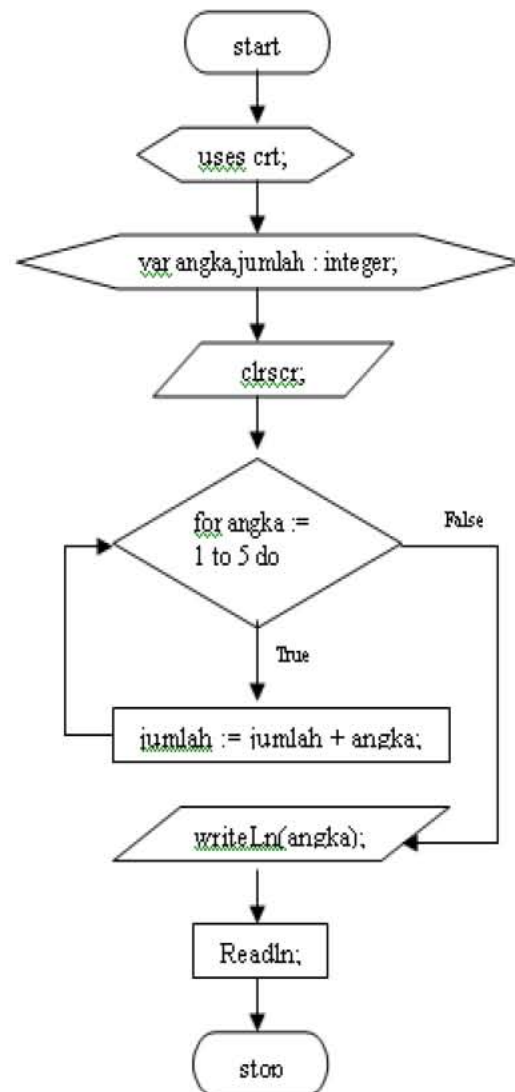 start
uses crt;
var angka,jumlah : integer;
clrscr;
for angka :=
1 to 5 do
False
True
jumlah := jumlah + angka;
writeLn(angka);
Readln;
stop